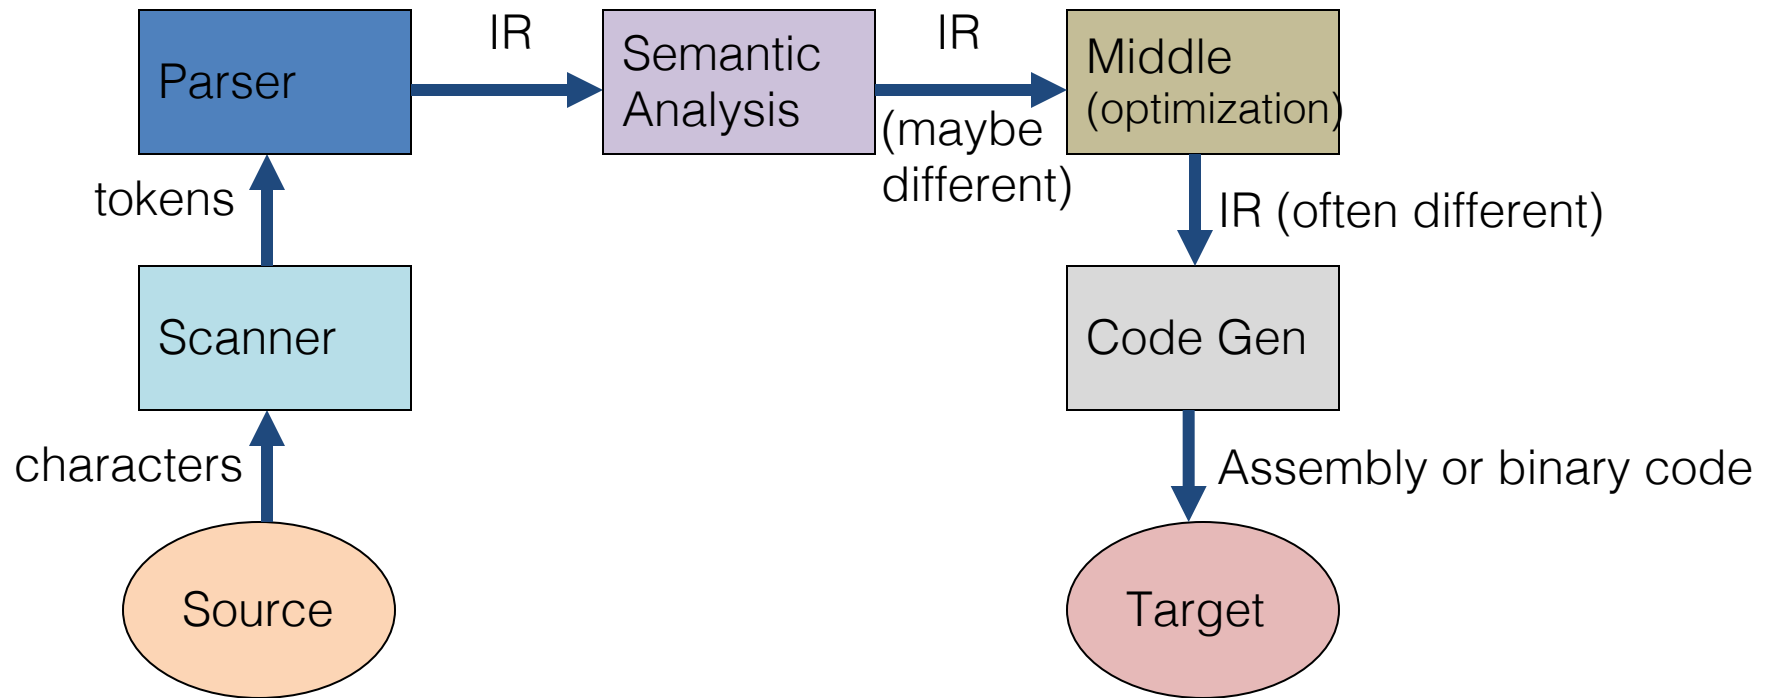 IR
IR
Parser
Semantic
Analysis
Middle
(optimization)
(maybe
different)
tokens
IR (often different)
Scanner
Code Gen
characters
Assembly or binary code
Source
Target